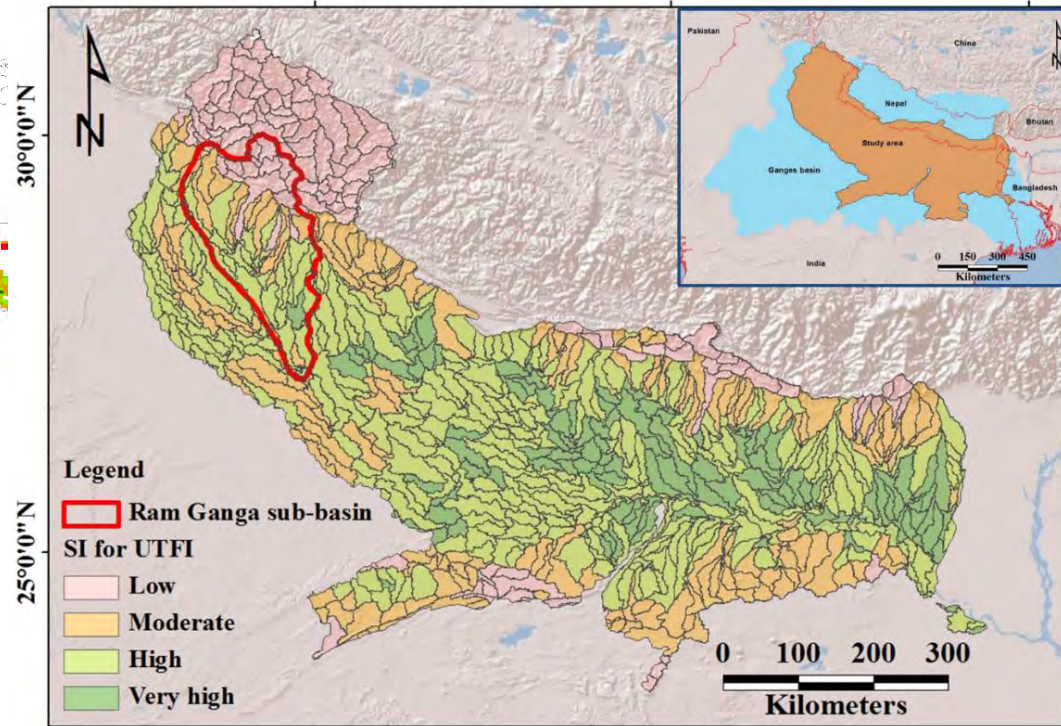 N
30°0'0"N
25°0'0"N
Pakistan
China
Nepal
Bhutan
Study area
Ganges basin
Bangladesh
India
0 150 300 450
Kilometers
N
Legend
Ram Ganga sub-basin
SI for UTFI
Low
Moderate
High
Very high
0 100 200 300
Kilometers